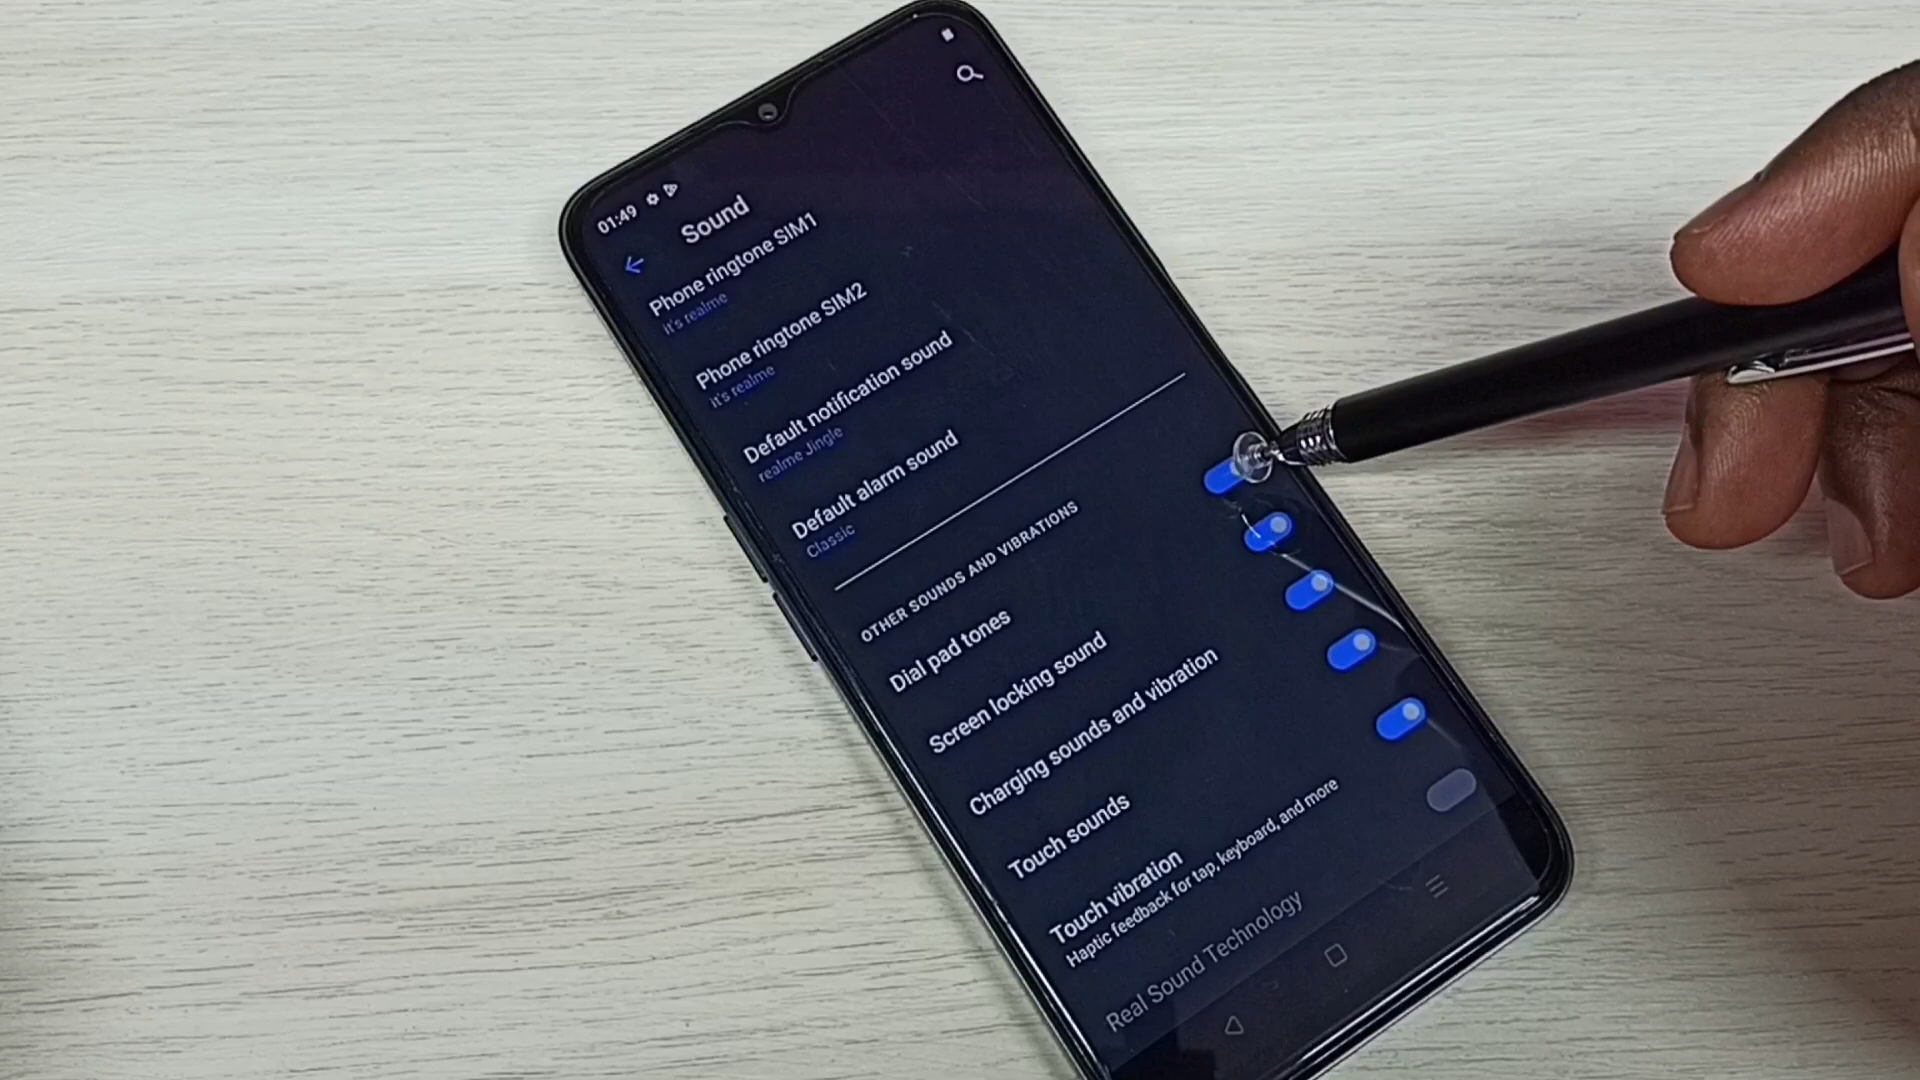 01:49
Sound
Phone ringtone SIM1
it's realme
Phone ringtone SIM2
it's realme
Default notification sound
realme Jingle
Default alarm sound
Classic
OTHER SOUNDS AND VIBRATIONS
Dial pad tones
Screen locking sound
Charging sounds and vibration
Touch sounds
Touch vibration
Haptic feedback for tap, keyboard, and more
Real Sound Technology